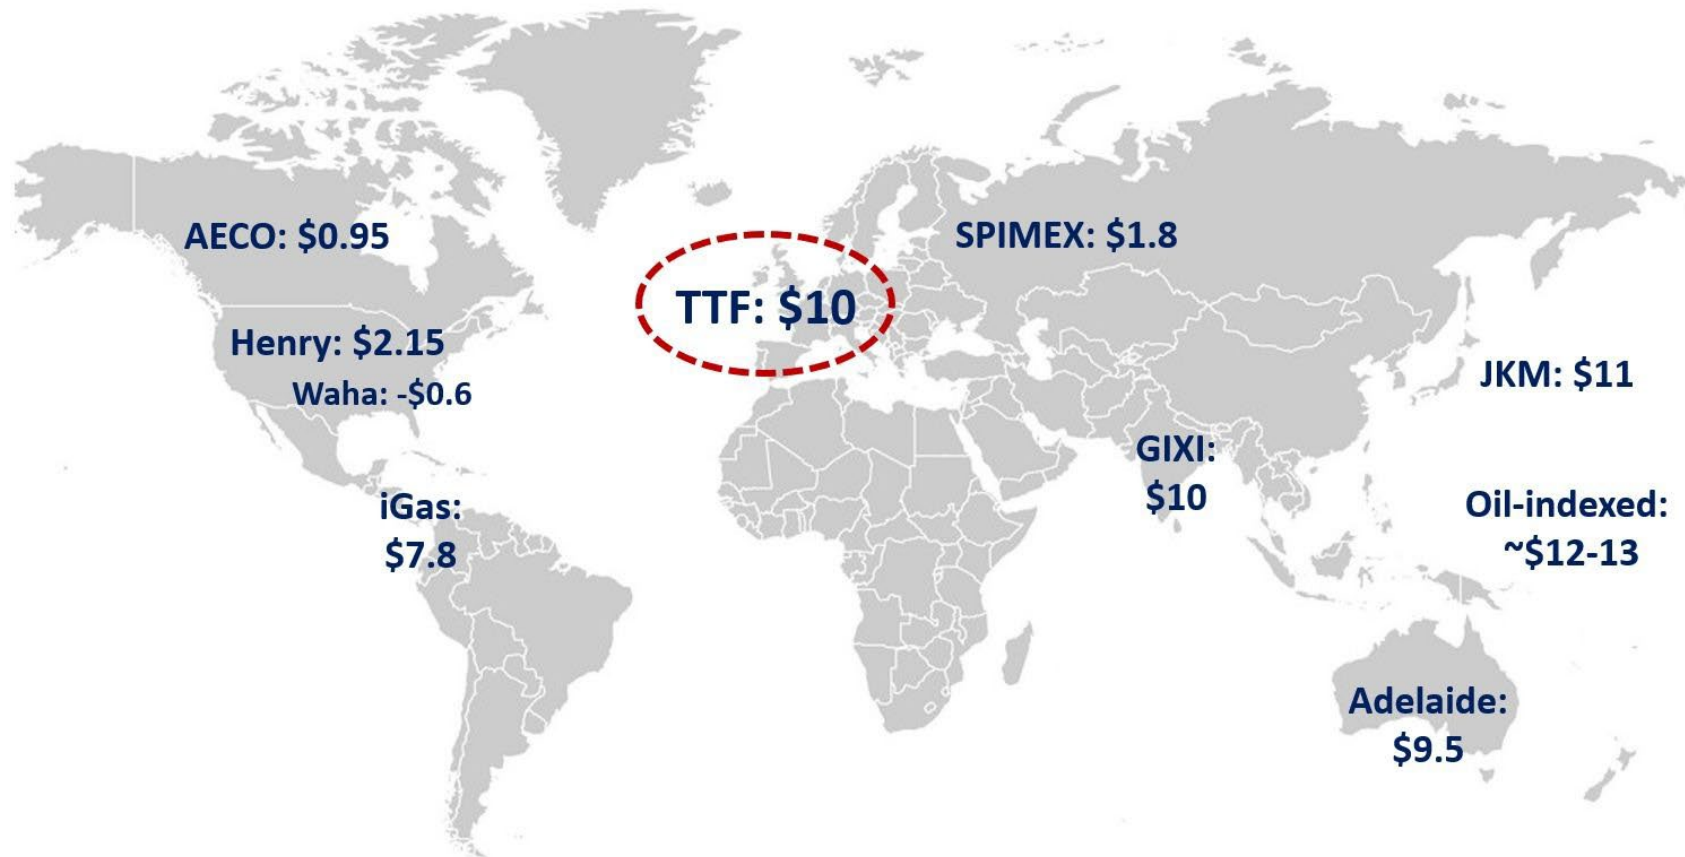 AECO: $0.95
SPIMEX: $1.8
TTF: $10
Henry: $2.15
Waha: -$0.6
JKM: $11
GIXI:
$10
iGas:
$7.8
Oil-indexed:
~$12-13
Adelaide:
$9.5